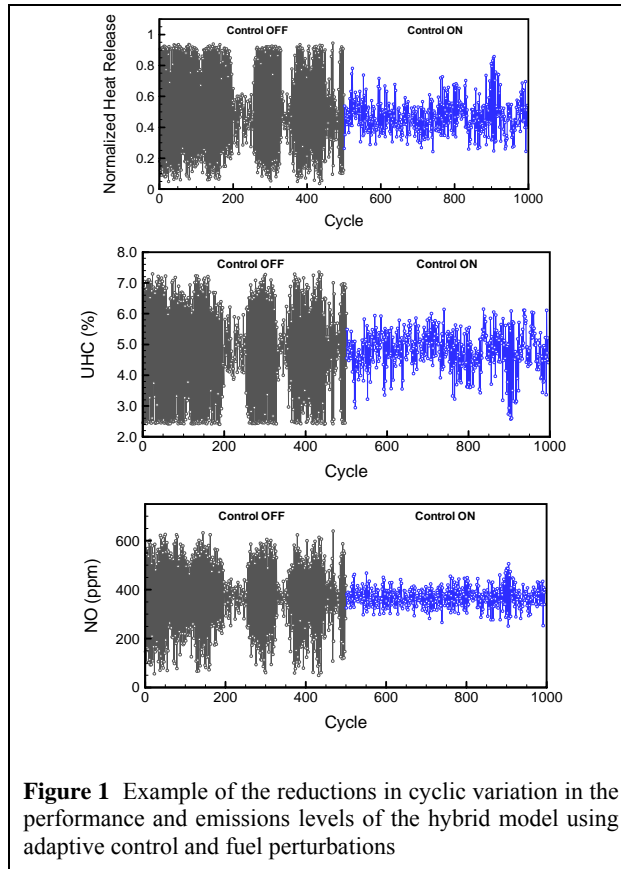 Control OFF Control ON
Normalized Heat Release
1
0.8
0.6
0.4
0.2
0
0 200 400 600 800 1000
Cycle
Control OFF Control ON
UHC (%)
8.0
7.0
6.0
5.0
4.0
3.0
2.0
0 200 400 600 800 1000
Cycle
Control OFF Control ON
NO (ppm)
600
400
200
0
0 200 400 600 800 1000
Cycle
Figure 1 Example of the reductions in cyclic variation in the
performance and emissions levels of the hybrid model using
adaptive control and fuel perturbations